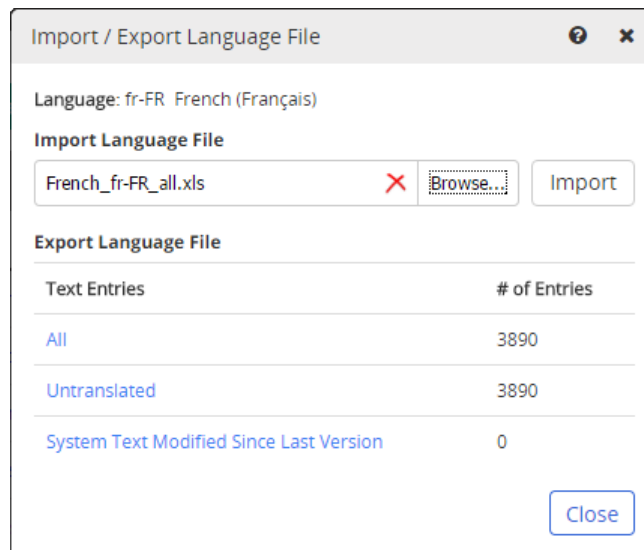 Import / Export Language File
Language: fr-FR French (Français)
Import Language File
French_fr-FR_all.xls Browse... Import
Export Language File
Text Entries # of Entries
All 3890
Untranslated 3890
System Text Modified Since Last Version 0
Close